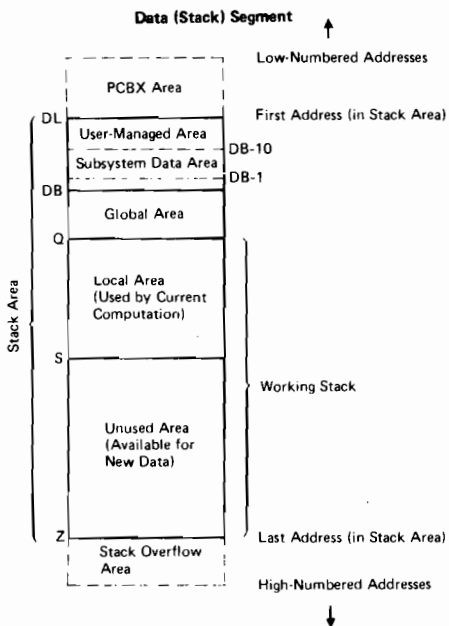 Data (Stack) Segment
Low-Numbered Addresses
PCBX Area
DL
First Address (in Stack Area)
User-Managed Area
DB-10
Subsystem Data Area
DB-1
DB
Global Area
Q
Local Area
(Used by Current
Computation)
Stack Area
S
Working Stack
Unused Area
(Available for
New Data)
Z
Last Address (in Stack Area)
Stack Overflow
Area
High-Numbered Addresses